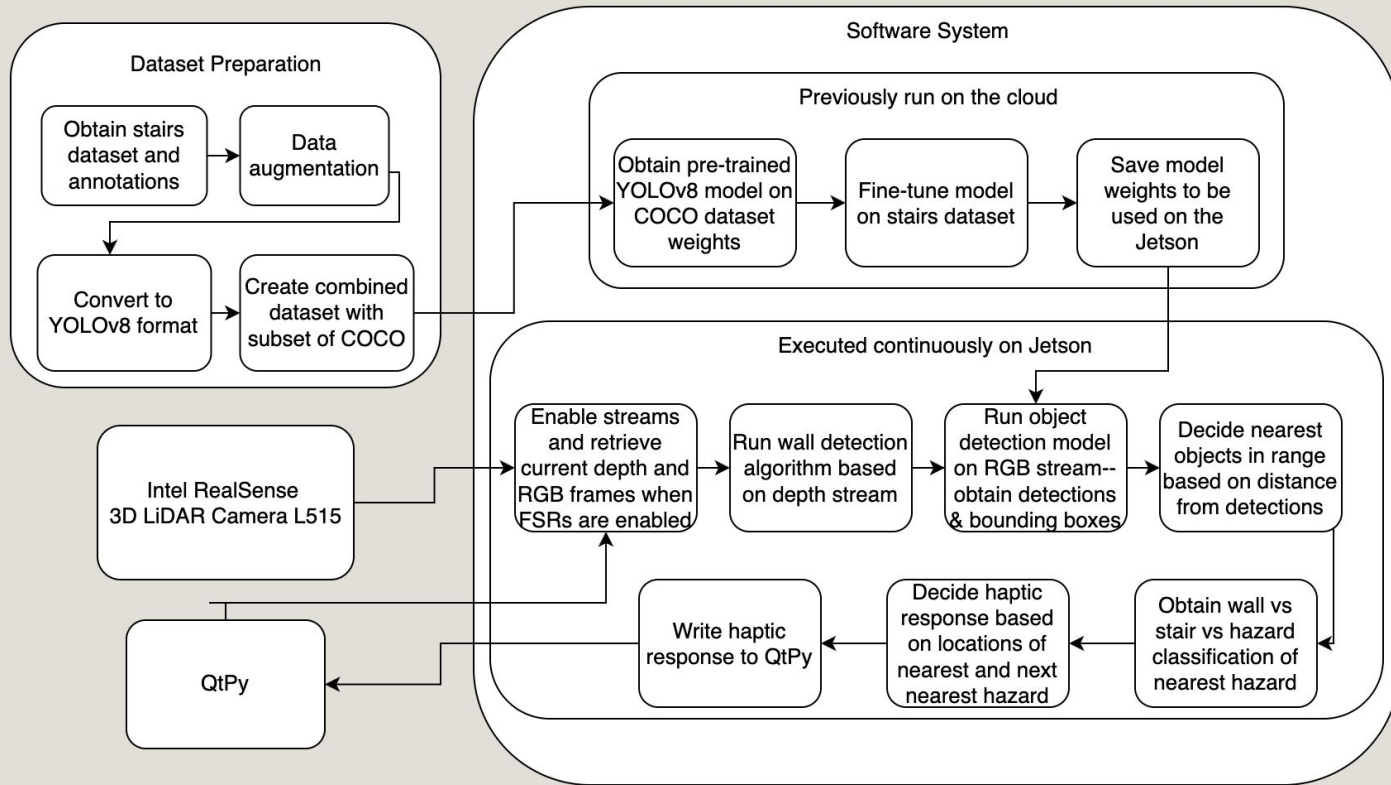 Dataset Preparation
Obtain stairs
dataset and
annotations
Data
augmentation
Convert to
YOLOv8 format
Create combined
dataset with
subset of COCO
Software System
Previously run on the cloud
Obtain pre-trained
YOLOv8 model on
COCO dataset
weights
Fine-tune model
on stairs dataset
Save model
weights to be
used on the
Jetson
Executed continuously on Jetson
Intel RealSense
3D LiDAR Camera L515
Enable streams
and retrieve
current depth and
RGB frames when
FSRs are enabled
Run wall detection
algorithm based
on depth stream
Run object
detection model
on RGB stream--
obtain detections
& bounding boxes
Decide nearest
objects in range
based on distance
from detections
Obtain wall vs
stair vs hazard
classification of
nearest hazard
Decide haptic
response based
on locations of
nearest and next
nearest hazard
Write haptic
response to QtPy
QtPy